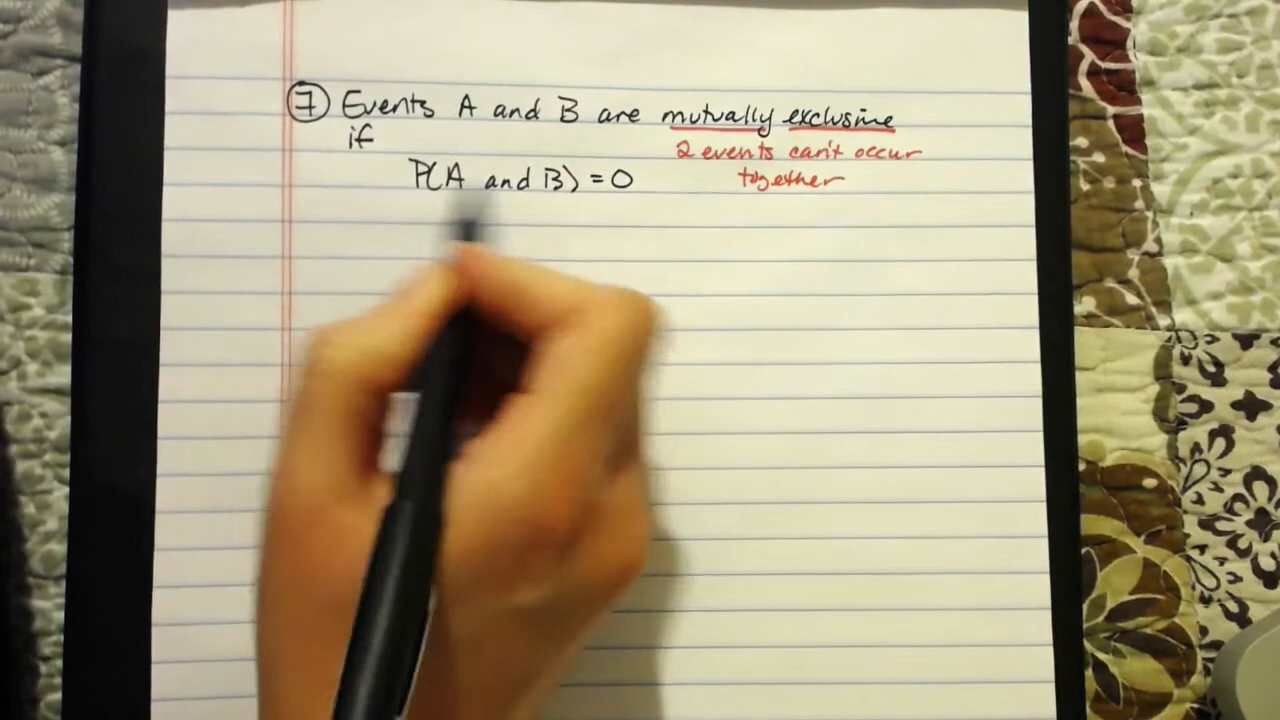 ⑦ Events A and B are mutually exclusive
if
2 events can't occur
P(A and B) = 0
together